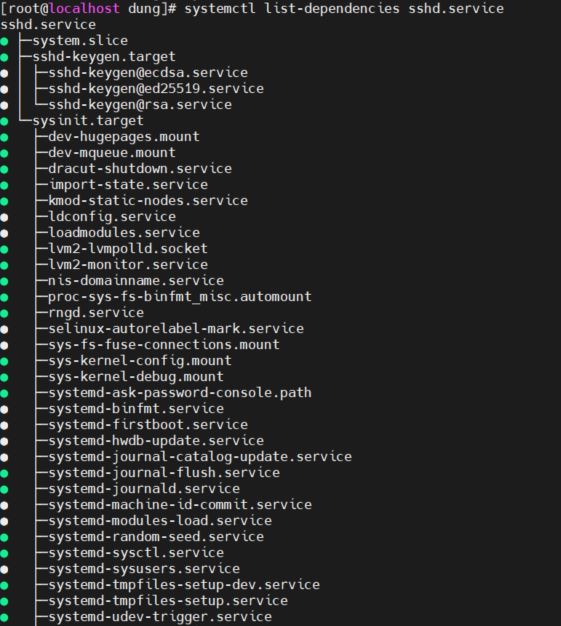 [root@localhost dung]# systemctl list-dependencies sshd.service
sshd.service
● ├─system.slice
● ├─sshd-keygen.target
● │ ├─sshd-keygen@ecdsa.service
● │ ├─sshd-keygen@ed25519.service
● │ └─sshd-keygen@rsa.service
● └─sysinit.target
●   ├─dev-hugepages.mount
●   ├─dev-mqueue.mount
●   ├─dracut-shutdown.service
●   ├─import-state.service
●   ├─kmod-static-nodes.service
●   ├─ldconfig.service
●   ├─loadmodules.service
●   ├─lvm2-lvmpolld.socket
●   ├─lvm2-monitor.service
●   ├─nis-domainname.service
●   ├─proc-sys-fs-binfmt_misc.automount
●   ├─rngd.service
●   ├─selinux-autorelabel-mark.service
●   ├─sys-fs-fuse-connections.mount
●   ├─sys-kernel-config.mount
●   ├─sys-kernel-debug.mount
●   ├─systemd-ask-password-console.path
●   ├─systemd-binfmt.service
●   ├─systemd-firstboot.service
●   ├─systemd-hwdb-update.service
●   ├─systemd-journal-catalog-update.service
●   ├─systemd-journal-flush.service
●   ├─systemd-journald.service
●   ├─systemd-machine-id-commit.service
●   ├─systemd-modules-load.service
●   ├─systemd-random-seed.service
●   ├─systemd-sysctl.service
●   ├─systemd-sysusers.service
●   ├─systemd-tmpfiles-setup-dev.service
●   ├─systemd-tmpfiles-setup.service
●   ├─systemd-udev-trigger.service